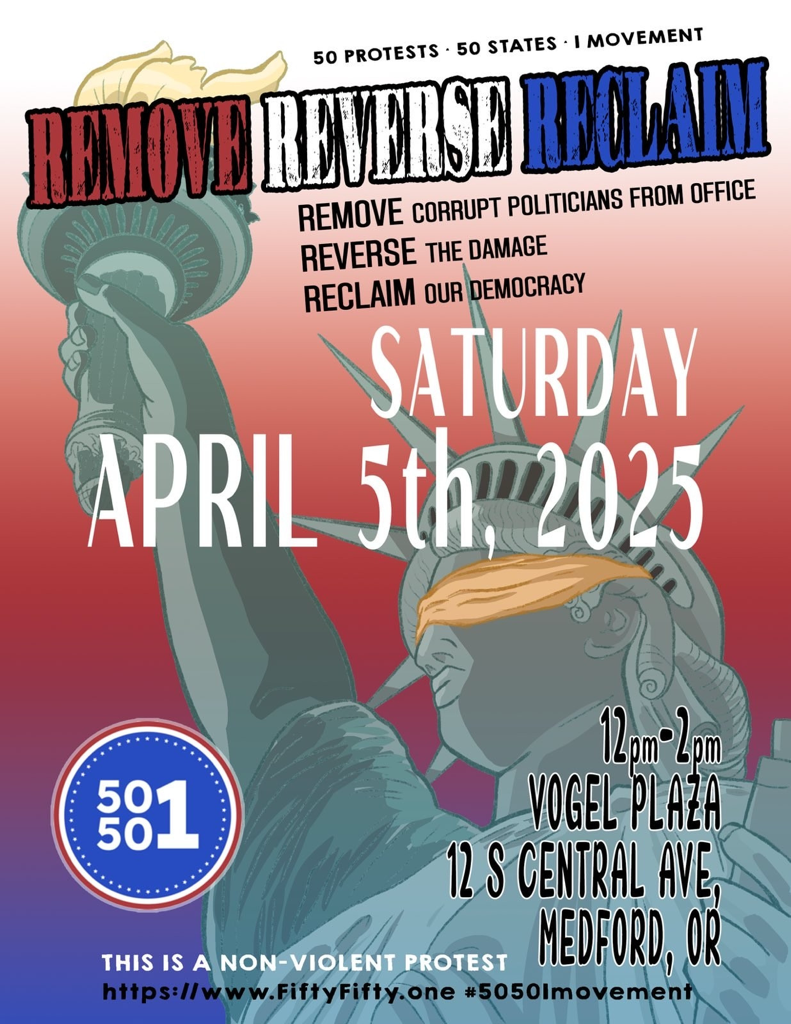 50 PROTESTS · 50 STATES · 1 MOVEMENT
REMOVE REVERSE RECLAIM
REMOVE CORRUPT POLITICIANS FROM OFFICE
REVERSE THE DAMAGE
RECLAIM OUR DEMOCRACY
SATURDAY
APRIL 5th, 2025
12pm-2pm
VOGEL PLAZA
12 S CENTRAL AVE,
MEDFORD, OR
50
50
1
THIS IS A NON-VIOLENT PROTEST
https://www.FiftyFifty.one #50501movement